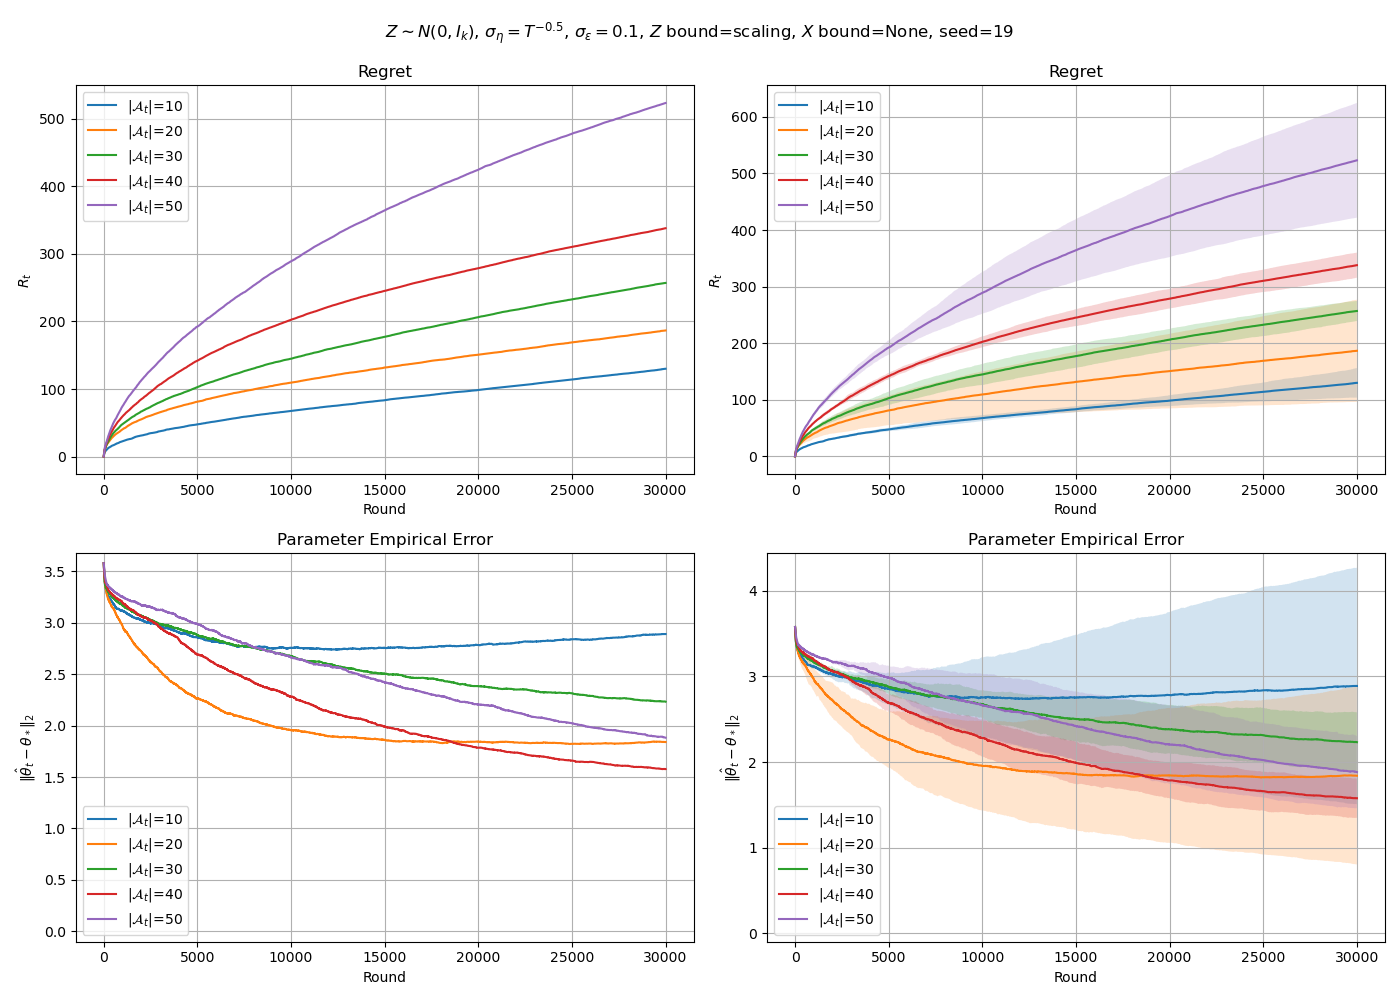 Z ~ N(0, I_k), σ_η = T^{-0.5}, σ_ε = 0.1, Z bound=scaling, X bound=None, seed=19
Regret
|𝒜_t|=10
|𝒜_t|=20
|𝒜_t|=30
|𝒜_t|=40
|𝒜_t|=50
500
400
300
200
100
0
R_t
0 5000 10000 15000 20000 25000 30000
Round
Regret
|𝒜_t|=10
|𝒜_t|=20
|𝒜_t|=30
|𝒜_t|=40
|𝒜_t|=50
600
500
400
300
200
100
0
R_t
0 5000 10000 15000 20000 25000 30000
Round
Parameter Empirical Error
3.5
3.0
2.5
2.0
1.5
1.0
0.5
0.0
‖θ̂_t − θ_*‖_2
|𝒜_t|=10
|𝒜_t|=20
|𝒜_t|=30
|𝒜_t|=40
|𝒜_t|=50
0 5000 10000 15000 20000 25000 30000
Round
Parameter Empirical Error
4
3
2
1
0
‖θ̂_t − θ_*‖_2
|𝒜_t|=10
|𝒜_t|=20
|𝒜_t|=30
|𝒜_t|=40
|𝒜_t|=50
0 5000 10000 15000 20000 25000 30000
Round